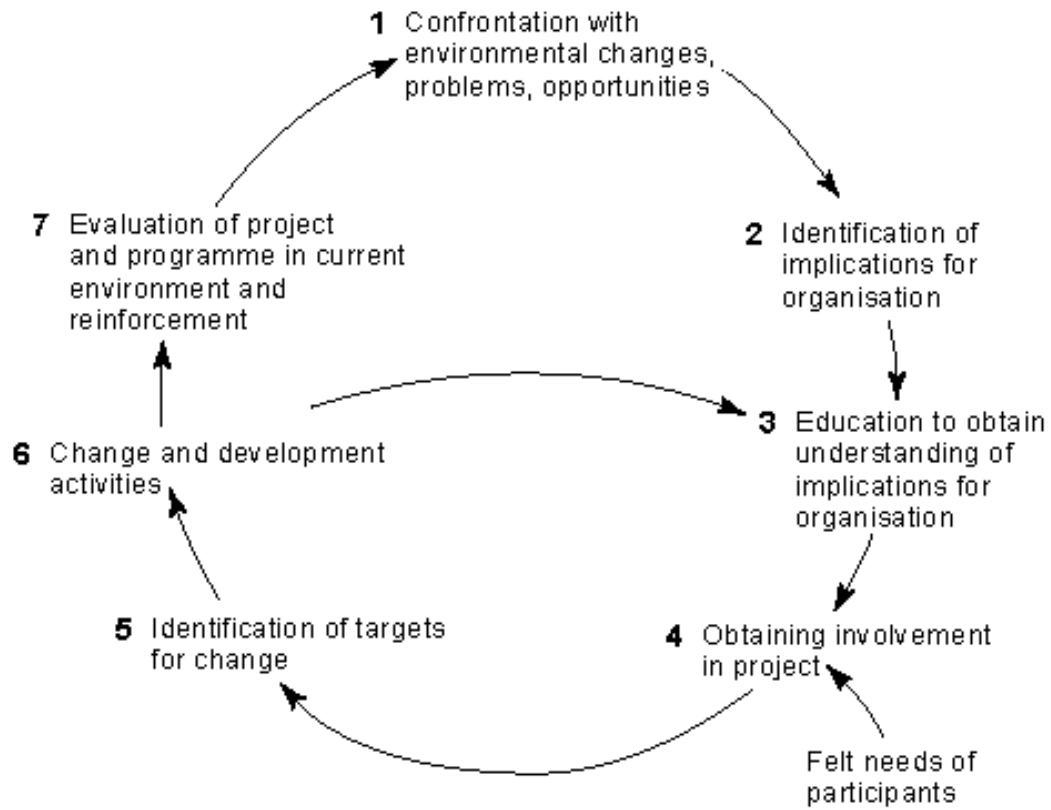 1 Confrontation with
environmental changes,
problems, opportunities
2 Identification of
implications for
organisation
3 Education to obtain
understanding of
implications for
organisation
4 Obtaining involvement
in project
Felt needs of
participants
5 Identification of targets
for change
6 Change and development
activities
7 Evaluation of project
and programme in current
environment and
reinforcement